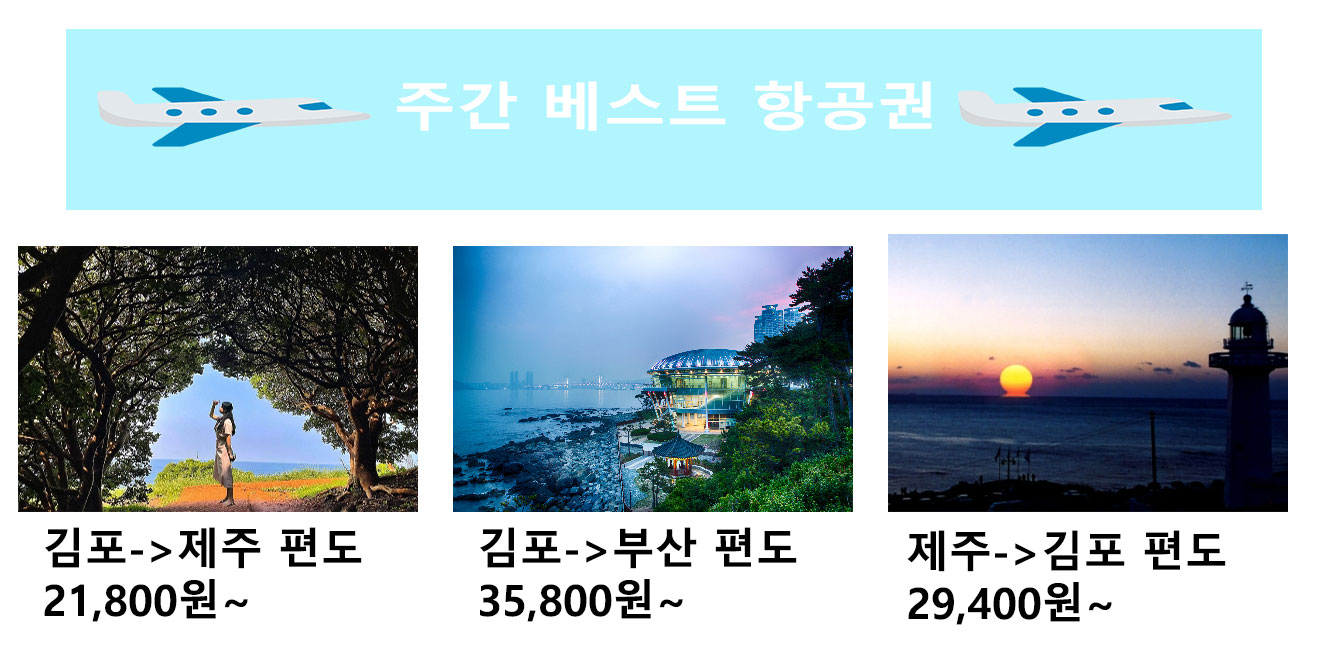 주간 베스트 항공권
김포->제주 편도
21,800원~
김포->부산 편도
35,800원~
제주->김포 편도
29,400원~